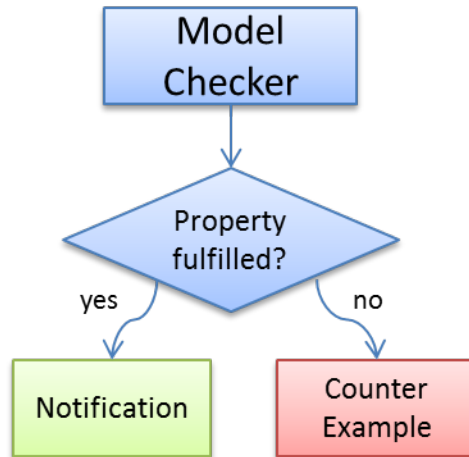 Model
Checker
Property
fulfilled?
yes
no
Notification
Counter
Example